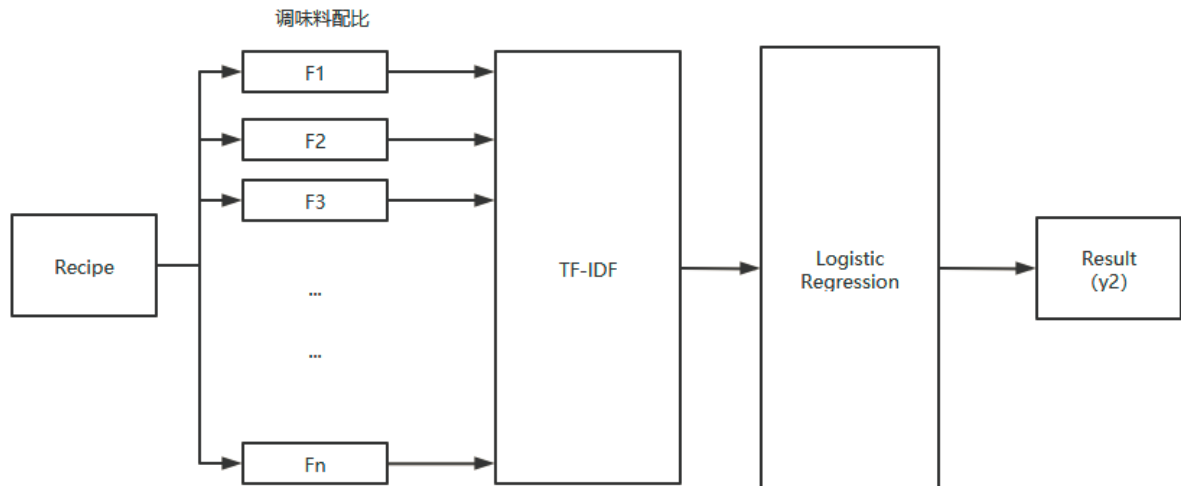 调味料配比
F1
F2
F3
Recipe
...
...
Fn
TF-IDF
Logistic
Regression
Result
(y2)